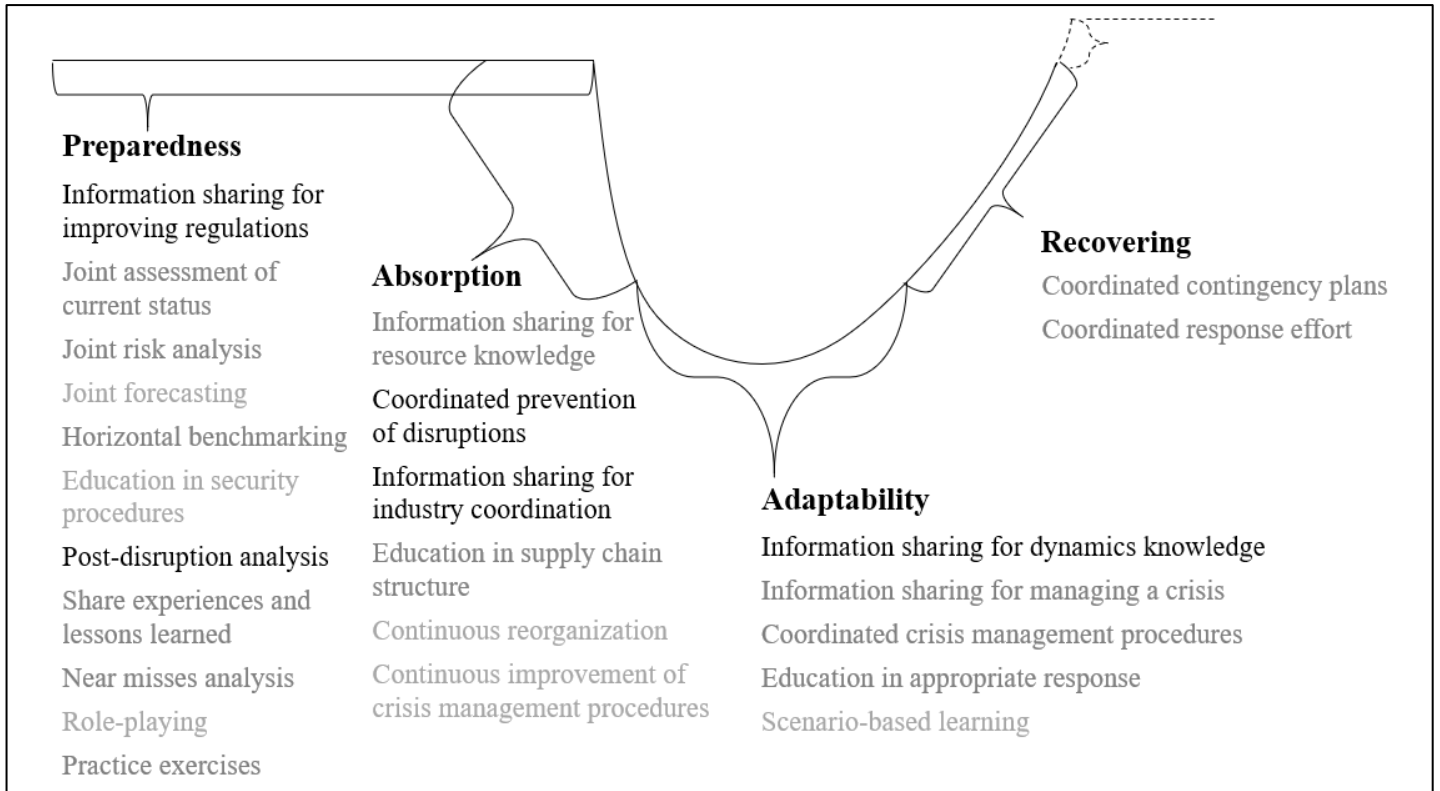 Preparedness
Information sharing for
improving regulations
Joint assessment of
current status
Joint risk analysis
Joint forecasting
Horizontal benchmarking
Education in security
procedures
Post-disruption analysis
Share experiences and
lessons learned
Near misses analysis
Role-playing
Practice exercises
Absorption
Information sharing for
resource knowledge
Coordinated prevention
of disruptions
Information sharing for
industry coordination
Education in supply chain
structure
Continuous reorganization
Continuous improvement of
crisis management procedures
Adaptability
Information sharing for dynamics knowledge
Information sharing for managing a crisis
Coordinated crisis management procedures
Education in appropriate response
Scenario-based learning
Recovering
Coordinated contingency plans
Coordinated response effort